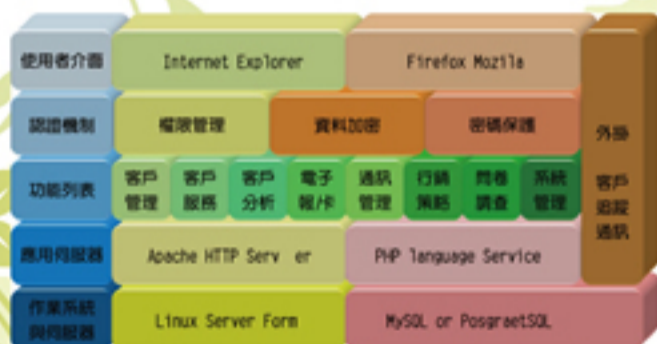 使用者介面
Internet Explorer
Firefox Mozila
認證機制
權限管理
資料加密
密碼保護
外掛
客戶
追蹤
通訊
功能列表
客戶
管理
客戶
服務
客戶
分析
電子
報/卡
通訊
管理
行銷
策略
問卷
調查
系統
管理
應用伺服器
Apache HTTP Serv er
PHP language Service
作業系統
與伺服器
Linux Server Form
MySQL or PosgraetSQL